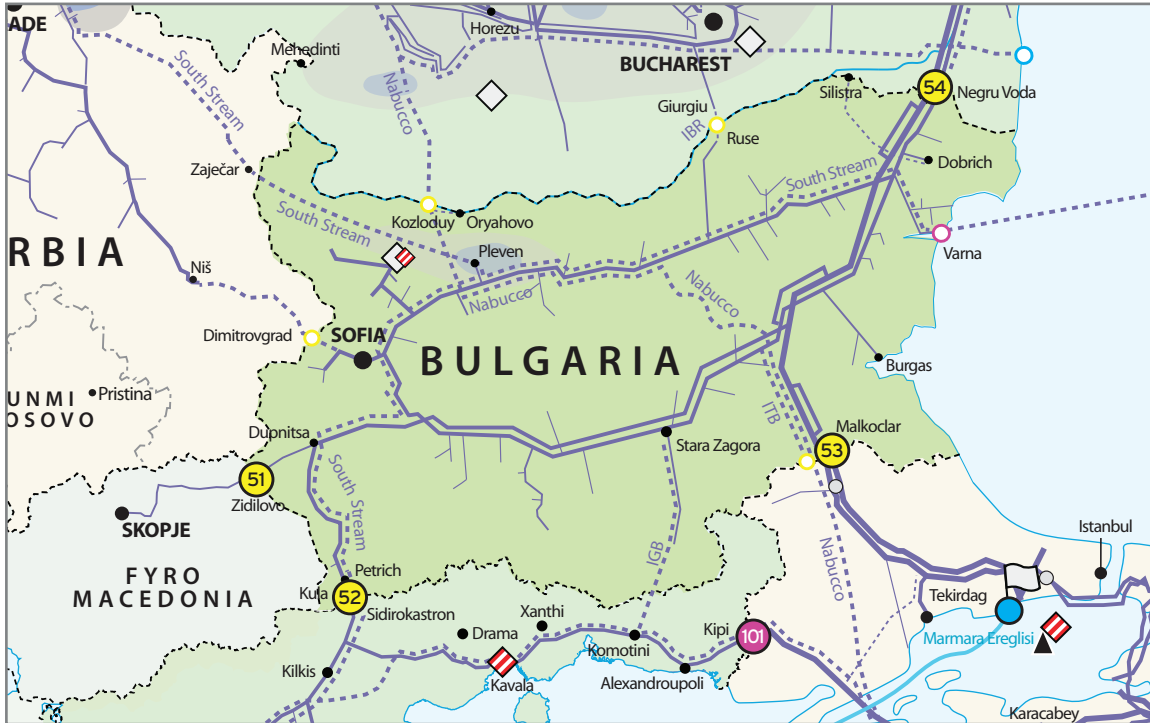 ADE
Horezu
BUCHAREST
Mehedinti
South Stream
Nabucco
Giurgiu
IBR
Ruse
Silistra
54
Negru Voda
Dobrich
Zaječar
South Stream
Kozloduy
Oryahovo
South Stream
Varna
RBIA
Niš
Pleven
Nabucco
Nabucco
Dimitrovgrad
SOFIA
BULGARIA
Burgas
UNMI
OSOVO
Pristina
Dupnitsa
Stara Zagora
ITB
Malkoclar
53
51
Zidilovo
South Stream
SKOPJE
IGB
Nabucco
Istanbul
FYRO
MACEDONIA
Petrich
Kula
52
Sidirokastron
Xanthi
Drama
Komotini
Kipi
101
Tekirdag
Marmara Ereglisi
Kilkis
Kavala
Alexandroupoli
Karacabey